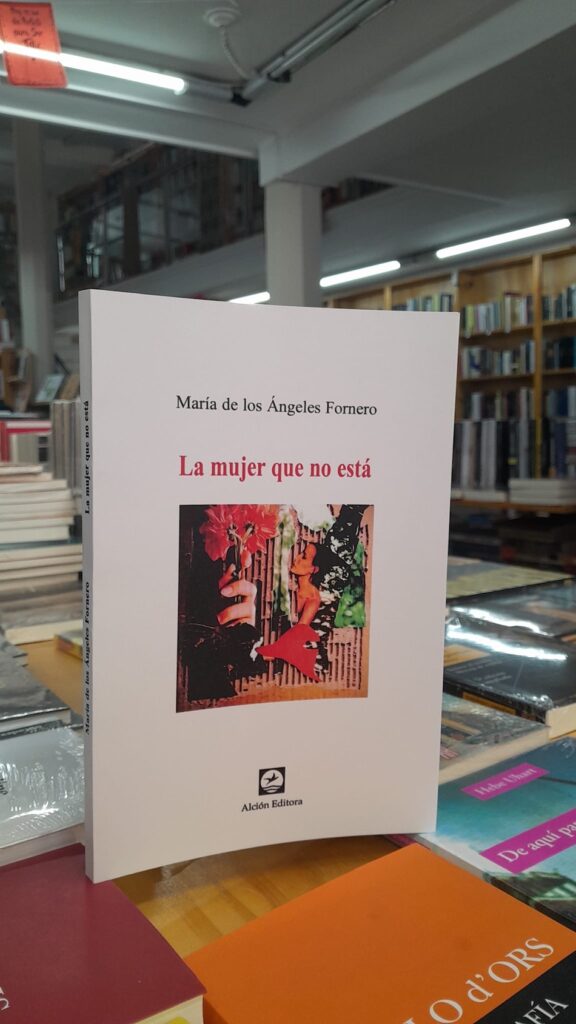 María de los Ángeles Fornero
La mujer que no está
Alción Editora
La mujer que no está
María de los Ángeles Fornero
Hebe Uhart
De aquí
LO d'ORS